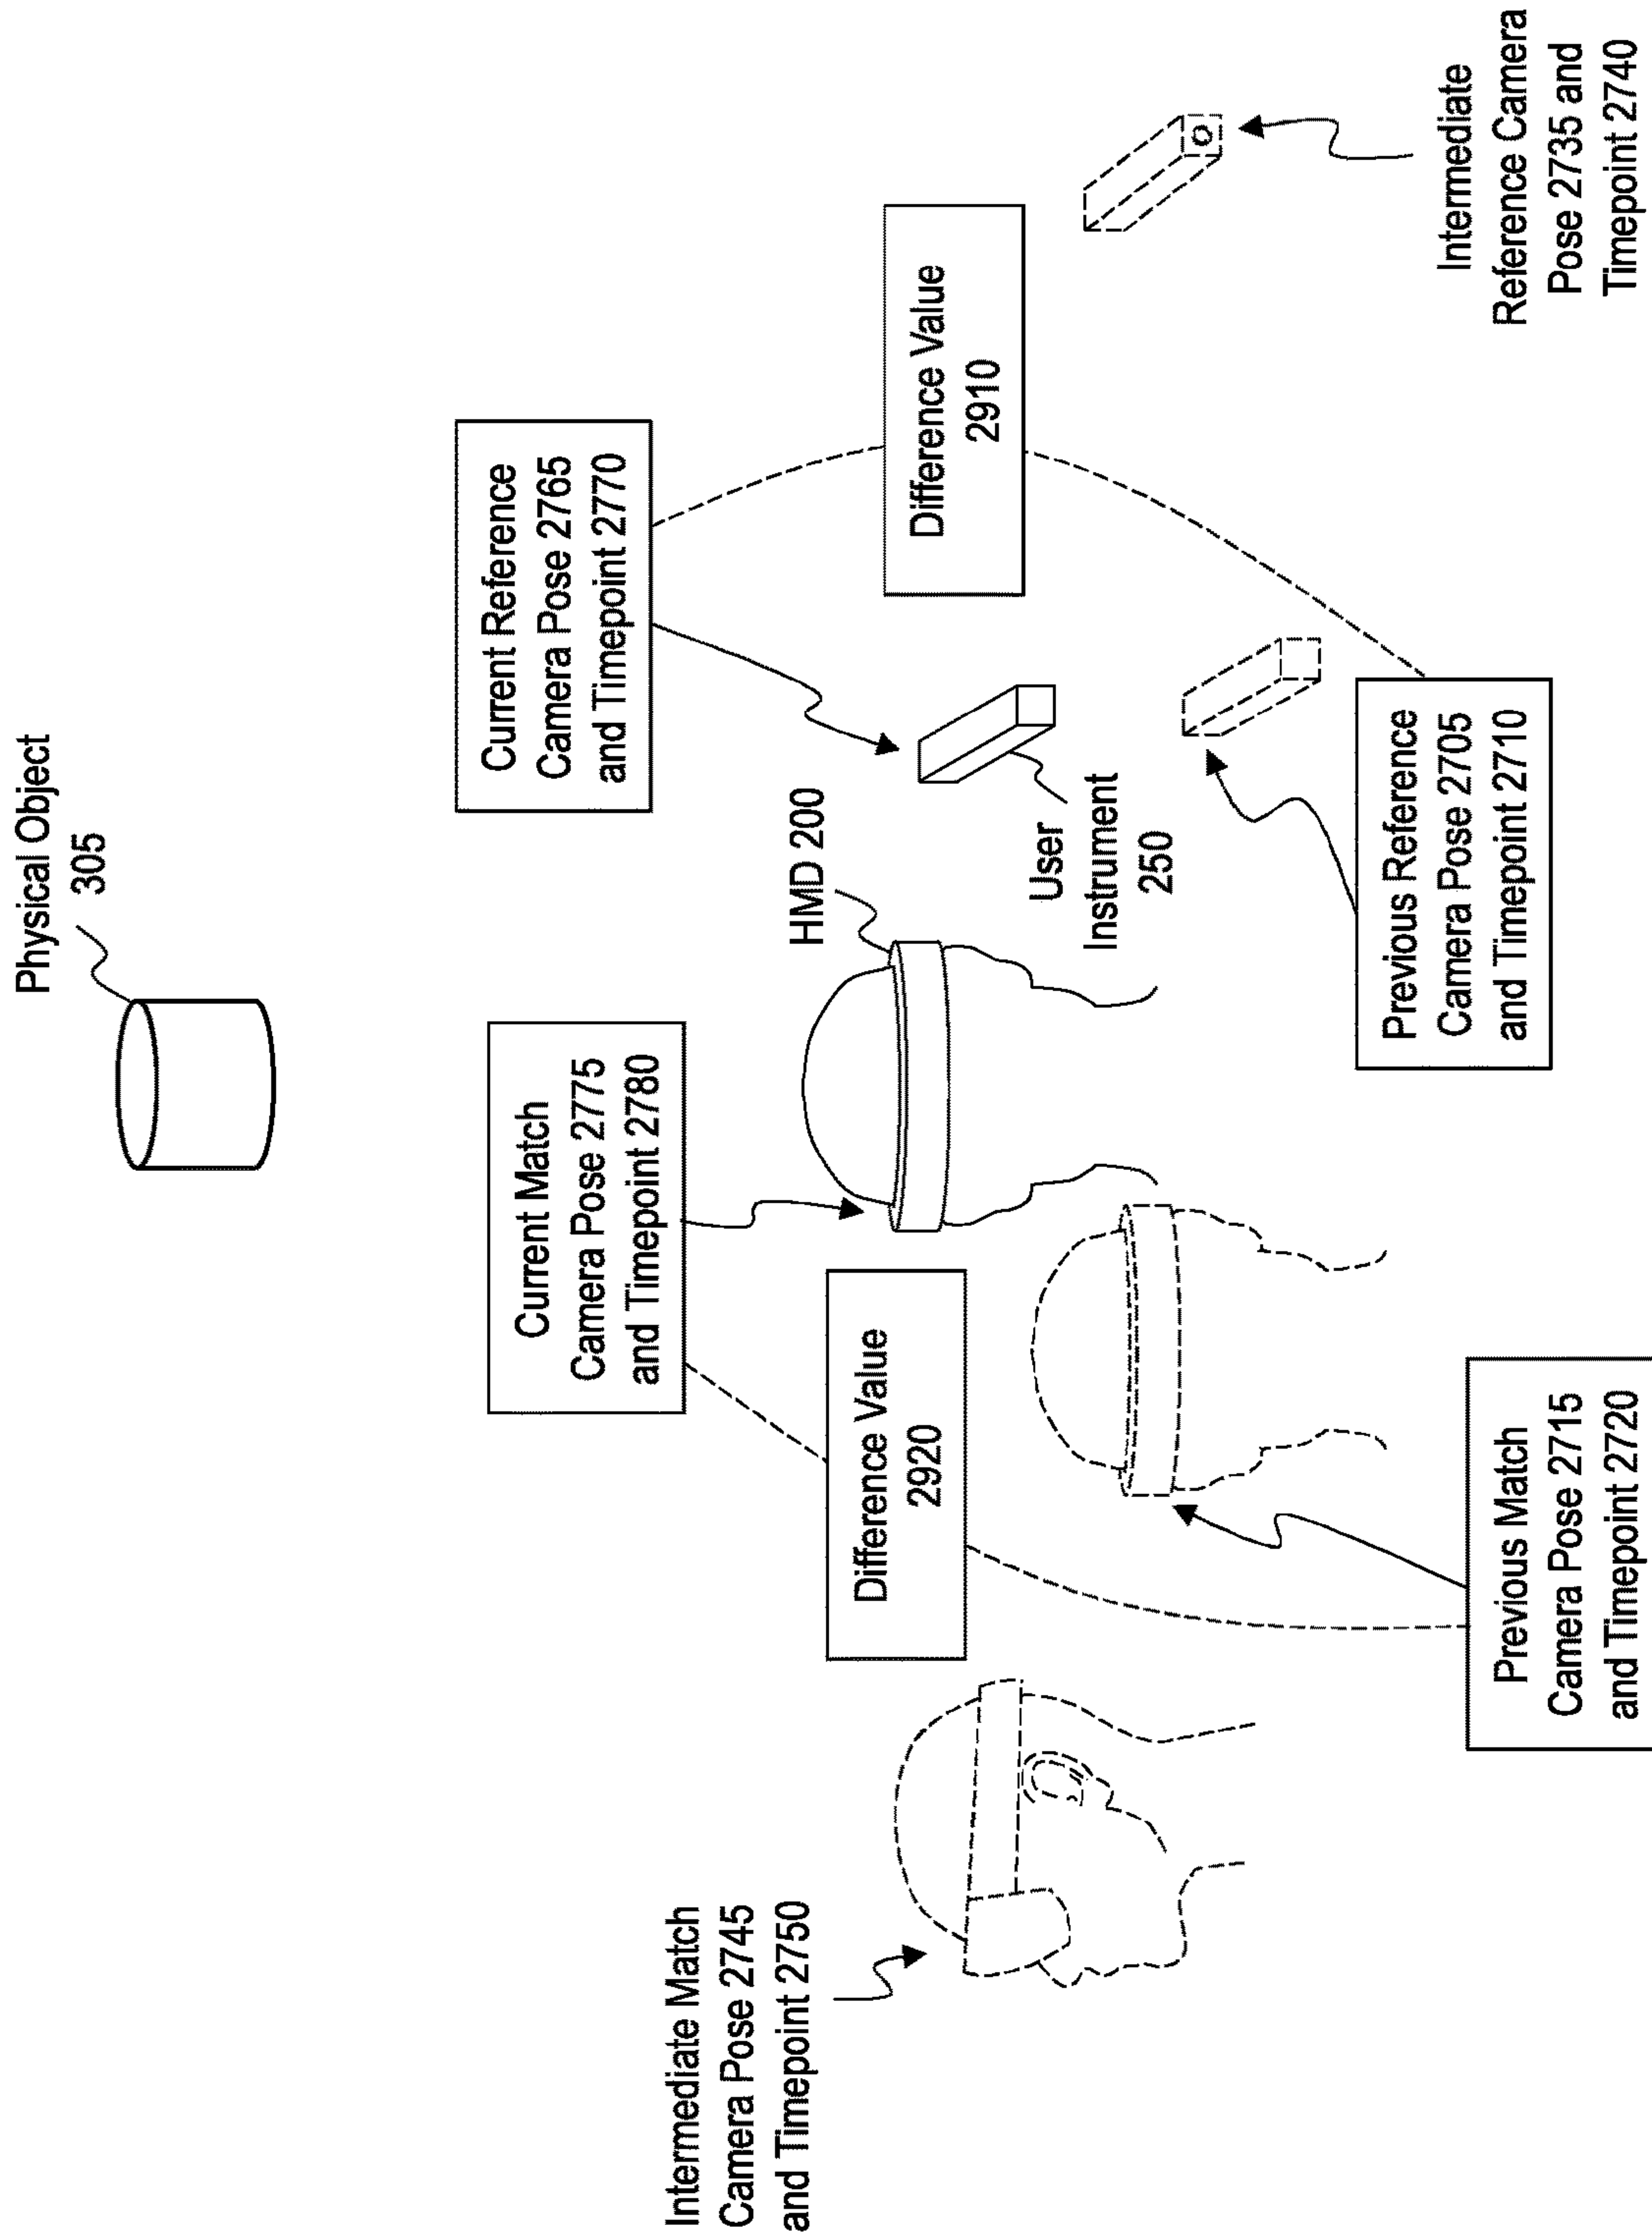 Physical Object
305
Current Match
Camera Pose 2775
and Timepoint 2780
Current Reference
Camera Pose 2765
and Timepoint 2770
Intermediate Match
Camera Pose 2745
and Timepoint 2750
HMD 200
Difference Value
2920
Difference Value
2910
User
Instrument
250
Previous Match
Camera Pose 2715
and Timepoint 2720
Previous Reference
Camera Pose 2705
and Timepoint 2710
Intermediate
Reference Camera
Pose 2735 and
Timepoint 2740